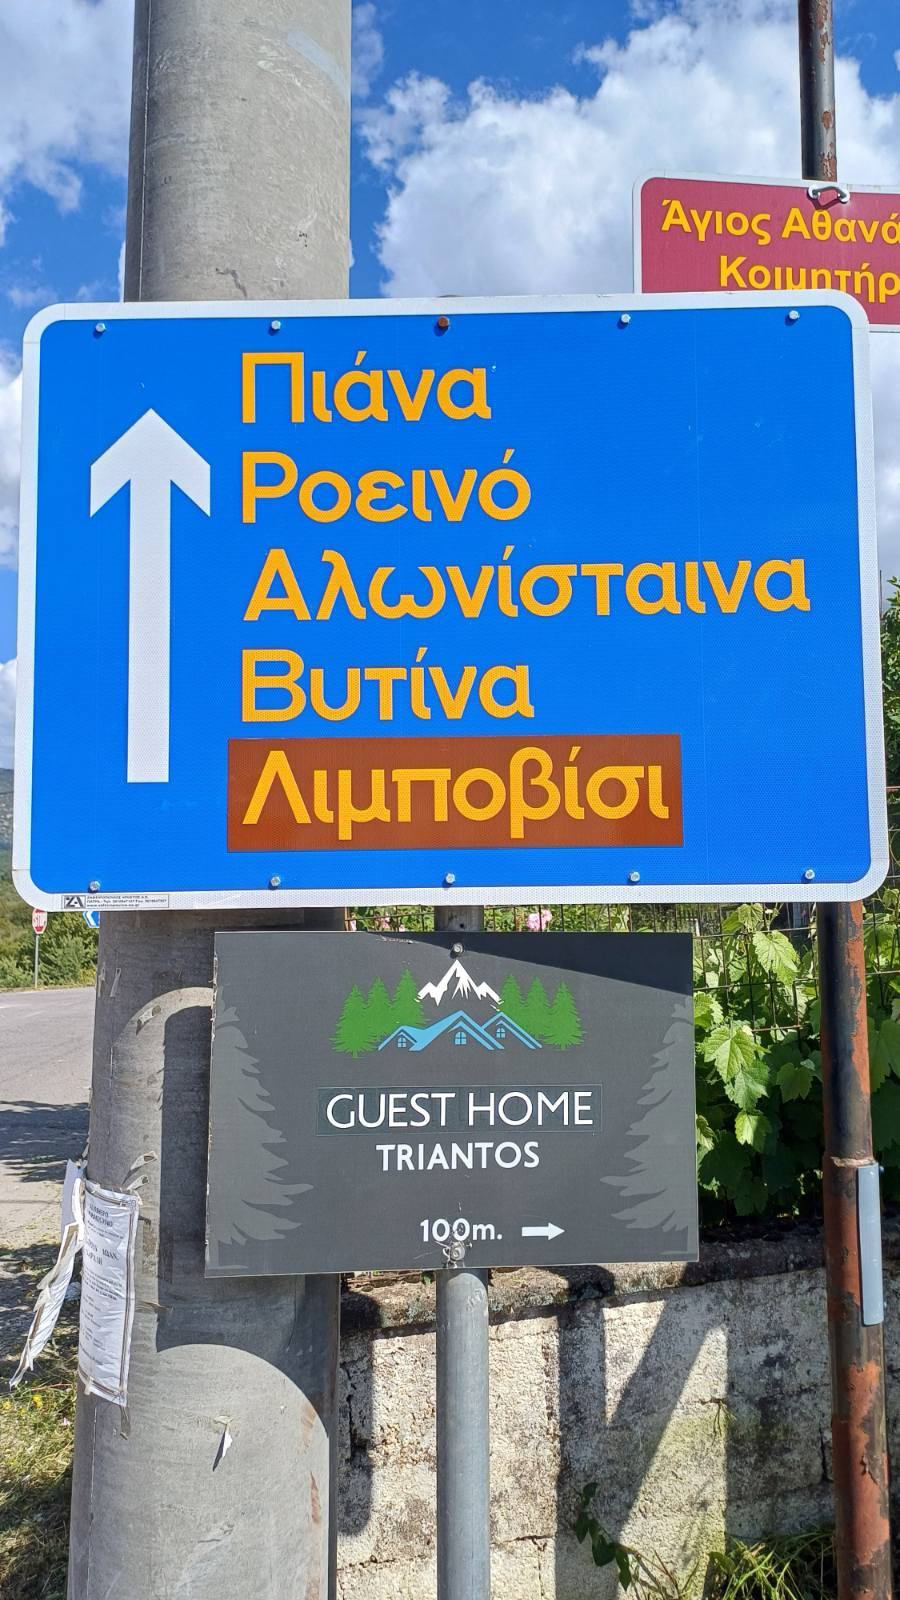 Άγιος Αθανά
Κοιμητήρ
Πιάνα
Ροεινό
Αλωνίσταινα
Βυτίνα
Λιμποβίσι
GUEST HOME
TRIANTOS
100m.